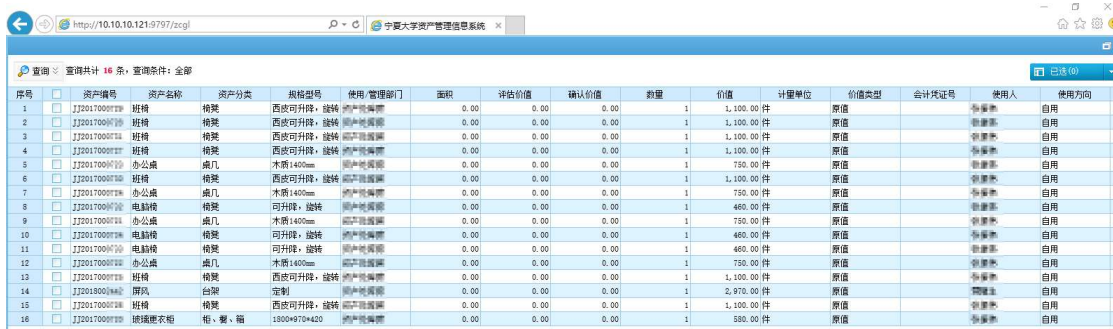 http://10.10.10.121:9797/zcgl 宁夏大学资产管理信息系统
查询 查询共计 16 条，查询条件：全部 已选(0)
序号 资产编号 资产名称 资产分类 规格型号 使用/管理部门 面积 评估价值 确认价值 数量 价值 计量单位 价值类型 会计凭证号 使用人 使用方向
1 JJ2017000 班椅 椅凳 西皮可升降，旋转 0.00 0.00 0.00 1 1,100.00 件 原值 自用
2 JJ2017000 班椅 椅凳 西皮可升降，旋转 0.00 0.00 0.00 1 1,100.00 件 原值 自用
3 JJ2017000 班椅 椅凳 西皮可升降，旋转 0.00 0.00 0.00 1 1,100.00 件 原值 自用
4 JJ2017000 班椅 椅凳 西皮可升降，旋转 0.00 0.00 0.00 1 1,100.00 件 原值 自用
5 JJ2017000 办公桌 桌几 木质1400mm 0.00 0.00 0.00 1 750.00 件 原值 自用
6 JJ2017000 班椅 椅凳 西皮可升降，旋转 0.00 0.00 0.00 1 1,100.00 件 原值 自用
7 JJ2017000 办公桌 桌几 木质1400mm 0.00 0.00 0.00 1 750.00 件 原值 自用
8 JJ2017000 电脑椅 椅凳 可升降，旋转 0.00 0.00 0.00 1 460.00 件 原值 自用
9 JJ2017000 办公桌 桌几 木质1400mm 0.00 0.00 0.00 1 750.00 件 原值 自用
10 JJ2017000 电脑椅 椅凳 可升降，旋转 0.00 0.00 0.00 1 460.00 件 原值 自用
11 JJ2017000 电脑椅 椅凳 可升降，旋转 0.00 0.00 0.00 1 460.00 件 原值 自用
12 JJ2017000 办公桌 桌几 木质1400mm 0.00 0.00 0.00 1 750.00 件 原值 自用
13 JJ2017000 班椅 椅凳 西皮可升降，旋转 0.00 0.00 0.00 1 1,100.00 件 原值 自用
14 JJ201800 屏风 台架 定制 0.00 0.00 0.00 1 2,970.00 件 原值 自用
15 JJ2017000 班椅 椅凳 西皮可升降，旋转 0.00 0.00 0.00 1 1,100.00 件 原值 自用
16 JJ2017000 玻璃更衣柜 柜、橱、箱 1800*970*420 0.00 0.00 0.00 1 580.00 件 原值 自用